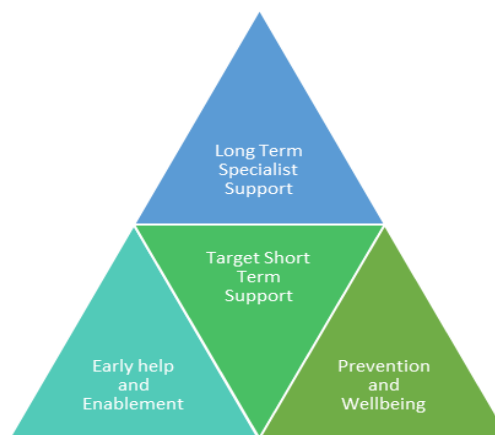 Long Term
Specialist
Support
Target Short
Term
Support
Early help
and
Enablement
Prevention
and
Wellbeing